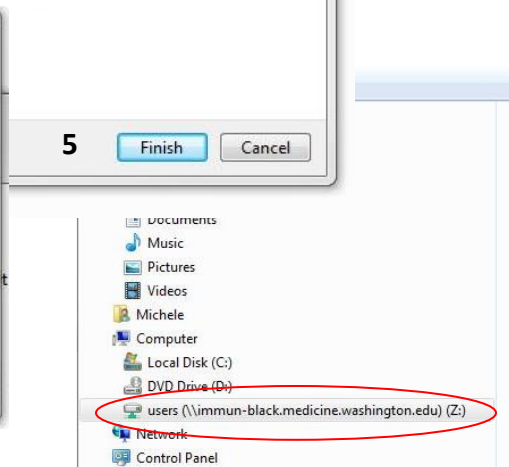 5 Finish Cancel
Documents
Music
Pictures
t
Videos
Michele
Computer
Local Disk (C:)
DVD Drive (D:)
users (\\immun-black.medicine.washington.edu) (Z:)
Network
Control Panel